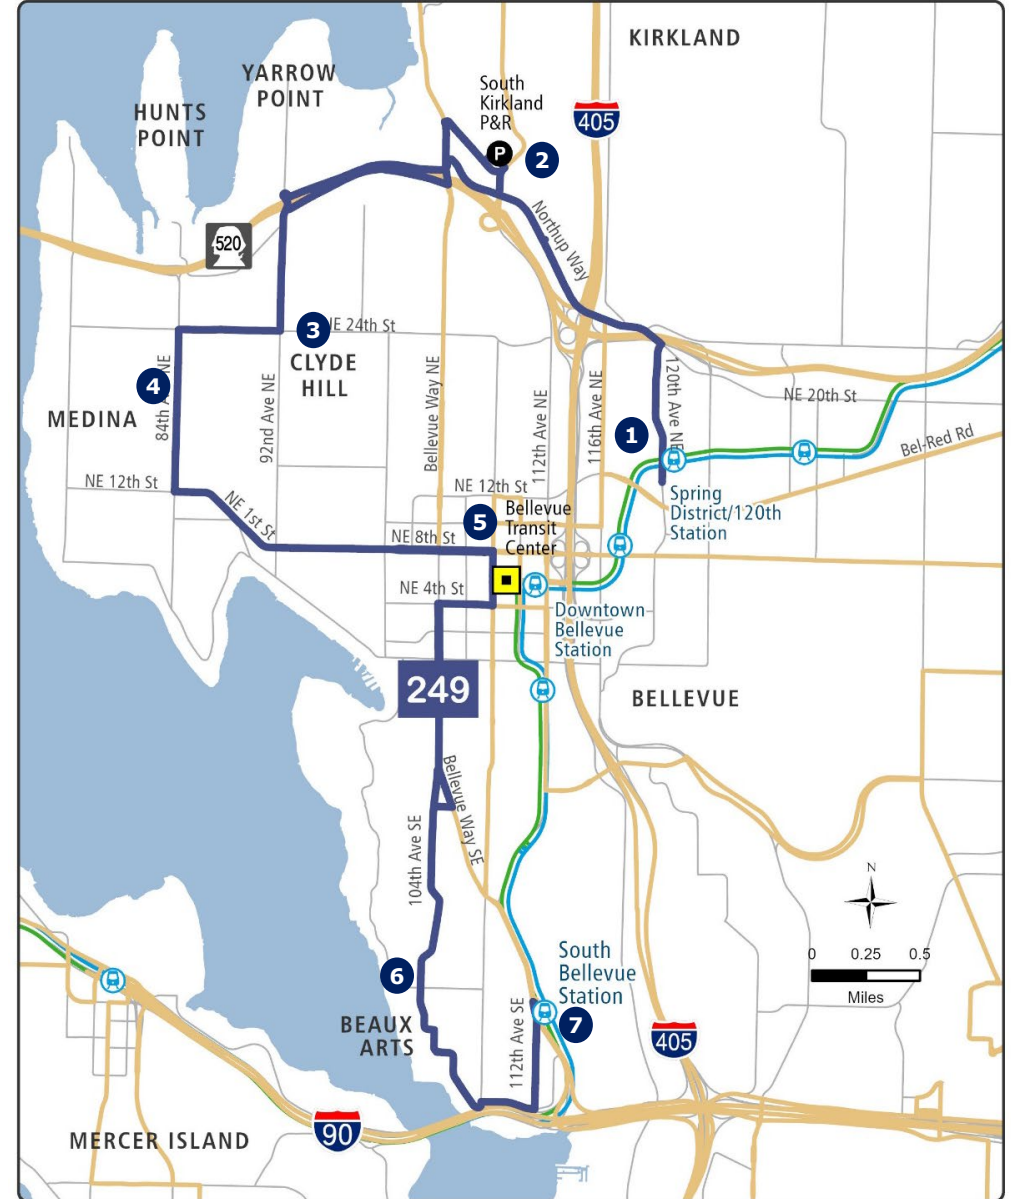 KIRKLAND
YARROW
POINT
HUNTS
POINT
South
Kirkland
P&R
P
2
405
520
Northup Way
3
NE 24th St
CLYDE
HILL
4
84th Ave NE
MEDINA
92nd Ave NE
Bellevue Way NE
112th Ave NE
116th Ave NE
120th Ave NE
NE 20th St
1
Bel-Red Rd
NE 12th St
NE 1st St
NE 12th St
5
Bellevue
Transit
Center
Spring
District/120th
Station
NE 8th St
NE 4th St
Downtown
Bellevue
Station
249
BELLEVUE
Bellevue Way SE
104th Ave SE
N
0 0.25 0.5
Miles
6
South
Bellevue
Station
7
BEAUX
ARTS
112th Ave SE
405
90
MERCER ISLAND